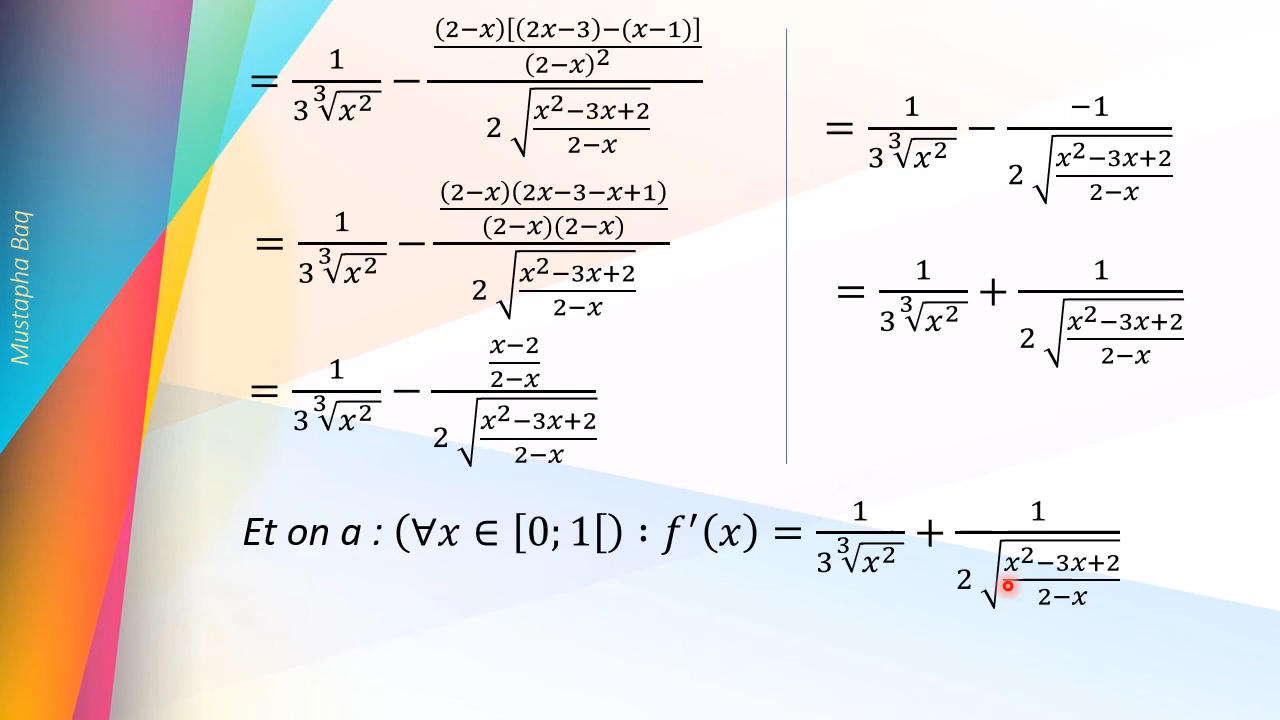 Mustapha Baq
= 1/(3∛(x²)) − ((2−x)[(2x−3)−(x−1)]/(2−x)²)/(2√((x²−3x+2)/(2−x)))
= 1/(3∛(x²)) − ((2−x)(2x−3−x+1)/((2−x)(2−x)))/(2√((x²−3x+2)/(2−x)))
= 1/(3∛(x²)) − ((x−2)/(2−x))/(2√((x²−3x+2)/(2−x)))
= 1/(3∛(x²)) − (−1)/(2√((x²−3x+2)/(2−x)))
= 1/(3∛(x²)) + 1/(2√((x²−3x+2)/(2−x)))
Et on a : (∀x ∈ [0; 1[) : f′(x) = 1/(3∛(x²)) + 1/(2√((x²−3x+2)/(2−x)))